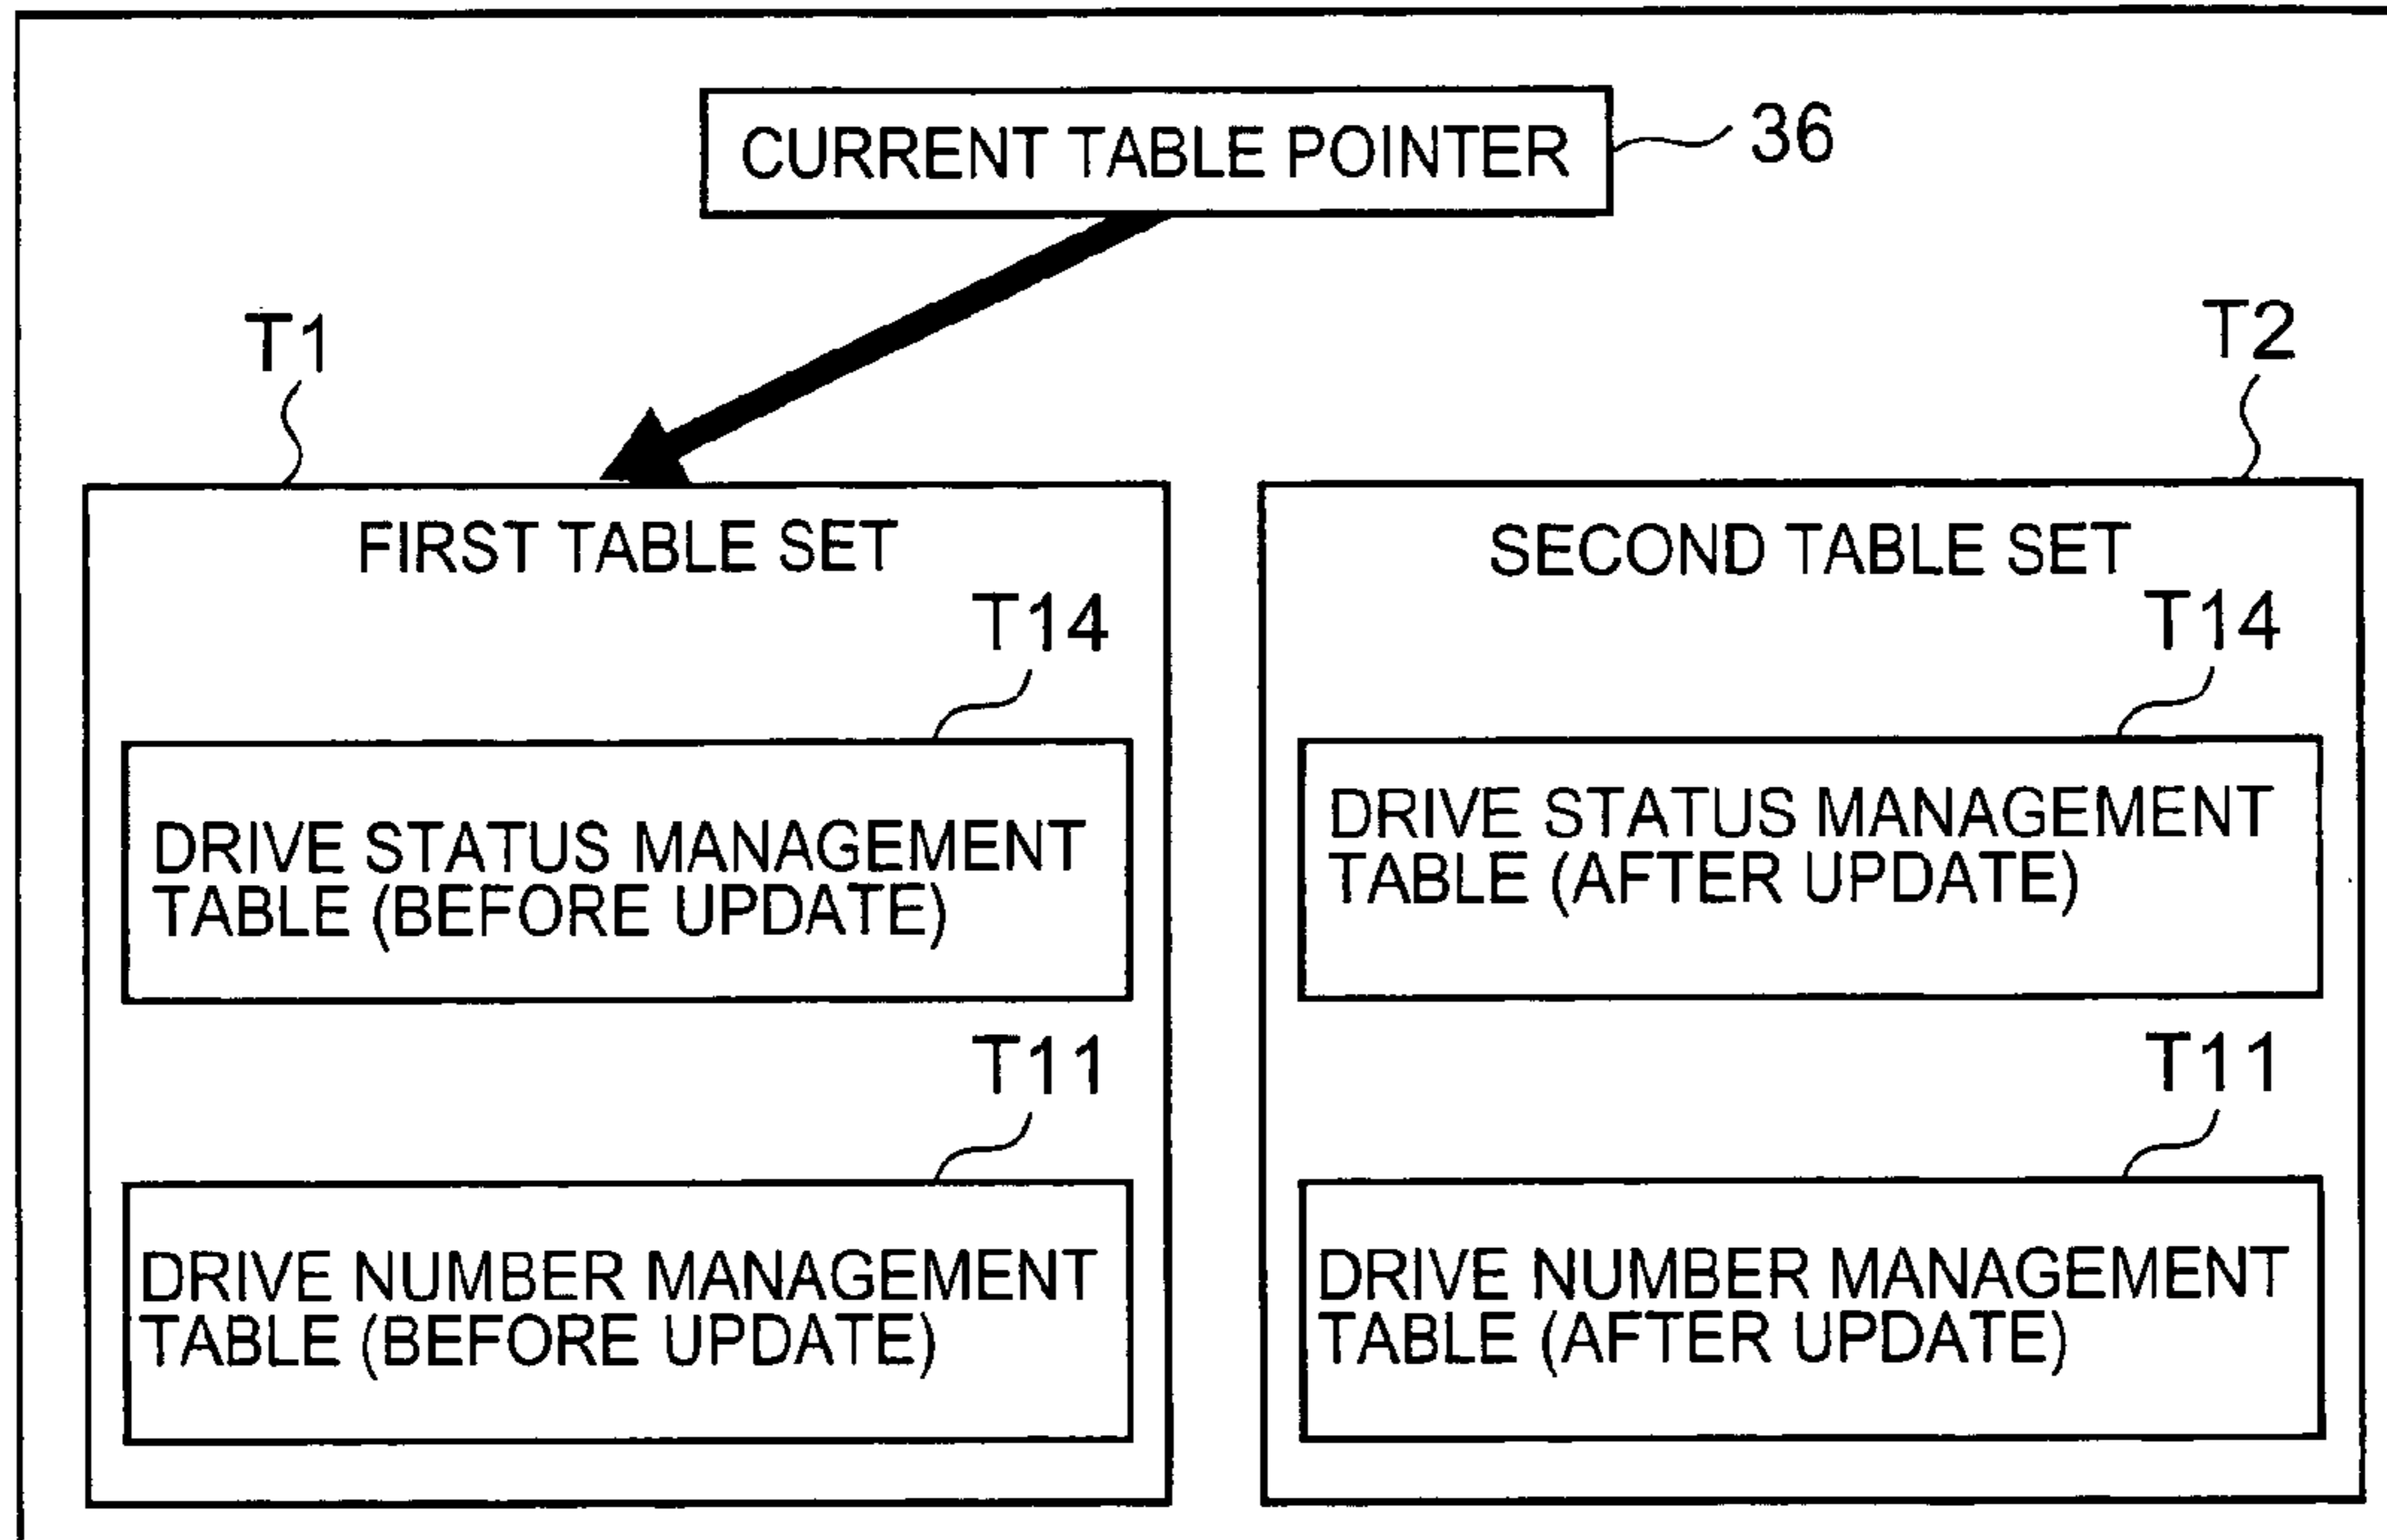 CURRENT TABLE POINTER
36
T1
T2
FIRST TABLE SET
T14
DRIVE STATUS MANAGEMENT
TABLE (BEFORE UPDATE)
T11
DRIVE NUMBER MANAGEMENT
TABLE (BEFORE UPDATE)
SECOND TABLE SET
T14
DRIVE STATUS MANAGEMENT
TABLE (AFTER UPDATE)
T11
DRIVE NUMBER MANAGEMENT
TABLE (AFTER UPDATE)